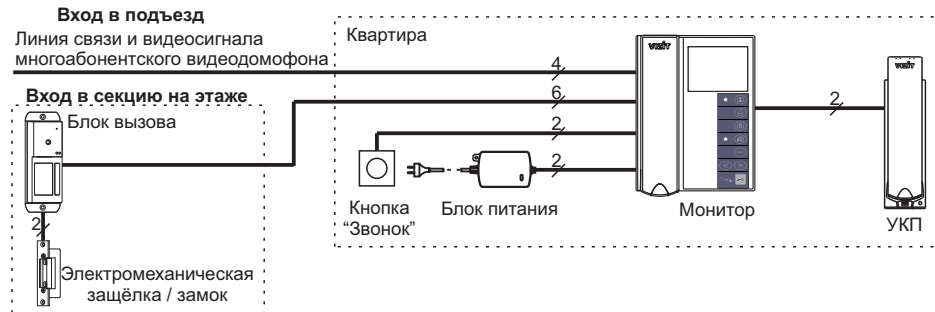 Вход в подъезд
Линия связи и видеосигнала
многоабонентского видеодомофона
Квартира
VIZIT
VIZIT
4
6
2
2
2
Вход в секцию на этаже
Блок вызова
2
Кнопка
“Звонок”
Блок питания
Монитор
УКП
Электромеханическая
защёлка / замок